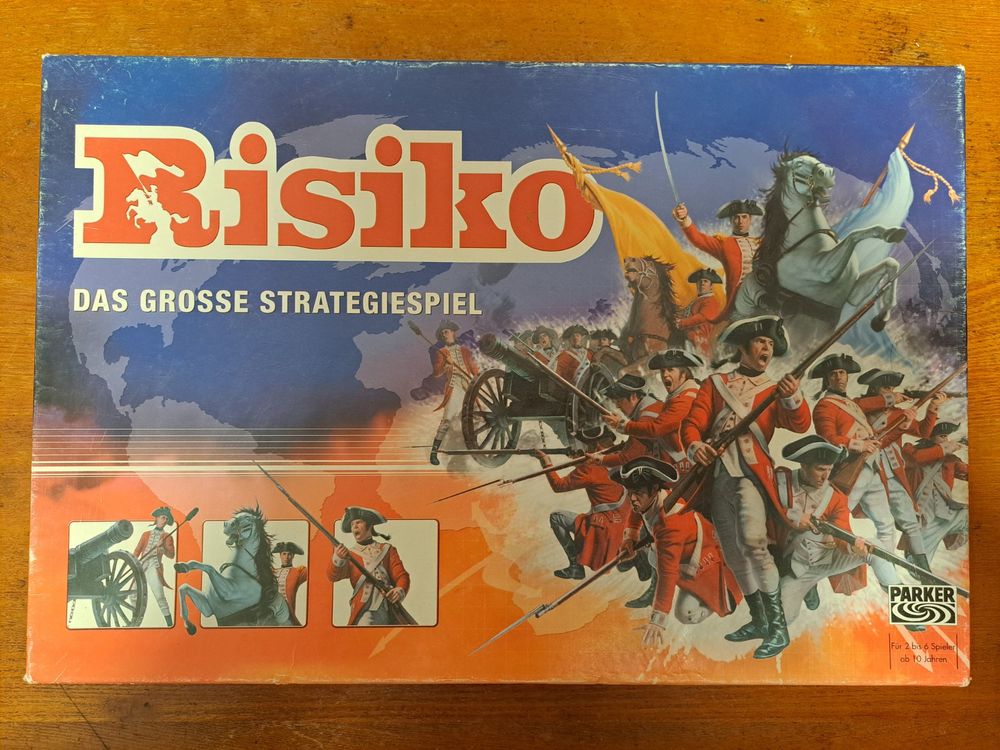 Risiko
DAS GROSSE STRATEGIESPIEL
PARKER
Für 2 bis 6 Spieler
ab 10 Jahren